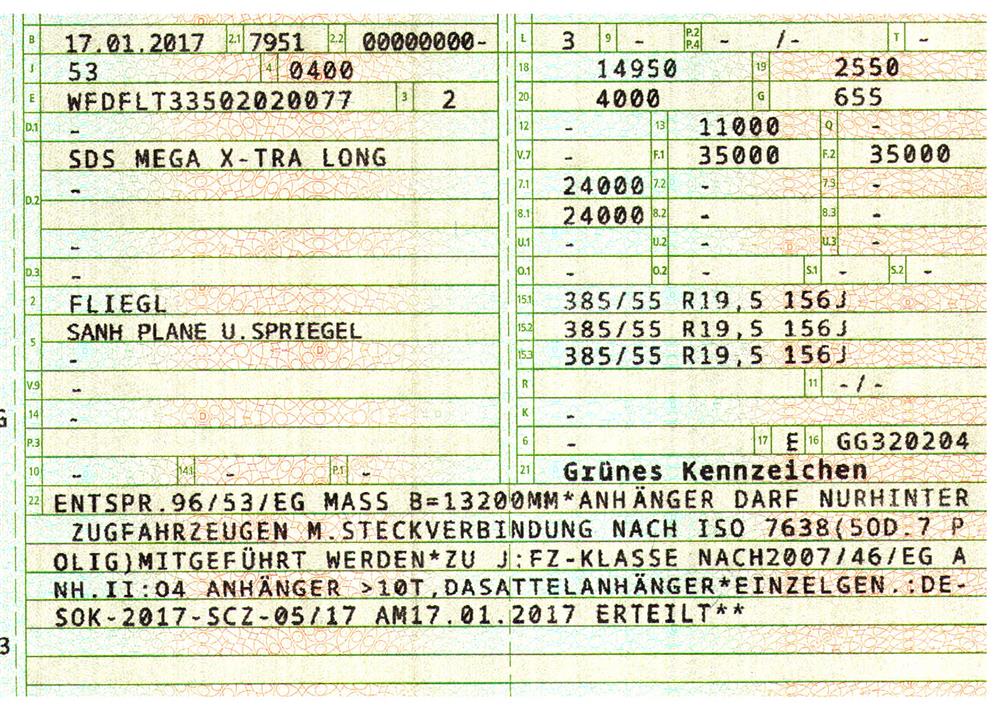 B 17.01.2017 2.1 7951 2.2 00000000-
J 53 4 0400
E WFDFLT33502020077 3 2
D.1 -
SDS MEGA X-TRA LONG
D.2 -
-
D.3 -
2 FLIEGL
5 SANH PLANE U.SPRIEGEL
-
V.9 -
14 -
P.3
10 - 14.1 - P.1 -
L 3 9 - P.2 P.4 - /- T -
18 14950 19 2550
20 4000 G 655
12 - 13 11000 Q -
V.7 - F.1 35000 F.2 35000
7.1 24000 7.2 - 7.3 -
8.1 24000 8.2 - 8.3 -
U.1 - U.2 - U.3 -
O.1 - O.2 - S.1 - S.2 -
15.1 385/55 R19,5 156J
15.2 385/55 R19,5 156J
15.3 385/55 R19,5 156J
R 11 -/-
K -
6 - 17 E 16 GG320204
21 Grünes Kennzeichen
22 ENTSPR.96/53/EG MASS B=13200MM*ANHÄNGER DARF NURHINTER
ZUGFAHRZEUGEN M.STECKVERBINDUNG NACH ISO 7638(5OD.7 P
OLIG)MITGEFÜHRT WERDEN*ZU J:FZ-KLASSE NACH2007/46/EG A
NH.II:O4 ANHÄNGER >10T,DASATTELANHÄNGER*EINZELGEN.:DE-
SOK-2017-SCZ-05/17 AM17.01.2017 ERTEILT**
G
3